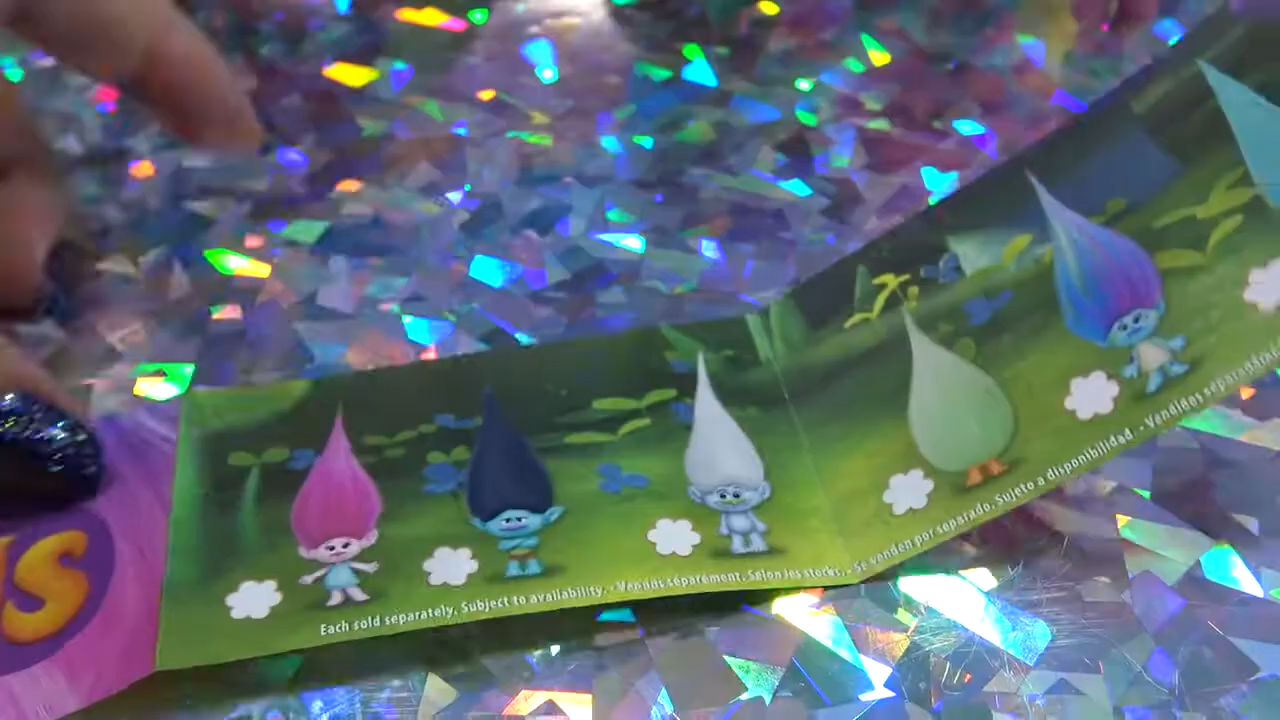 Each sold separately. Subject to availability. - Vendus séparément. Selon les stocks. - Se venden por separado. Sujeto a disponibilidad. - Vendidos separadamente